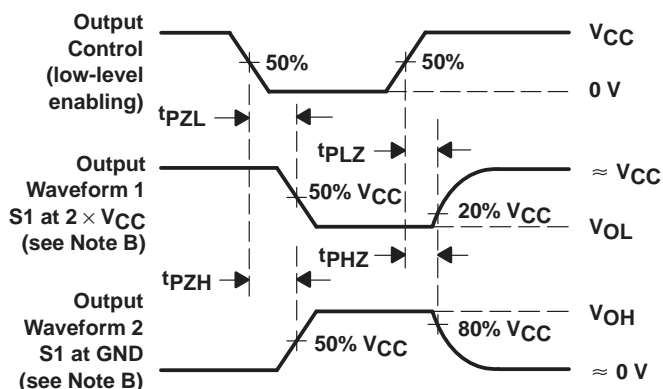 Output
Control
(low-level
enabling)
50%
50%
VCC
0 V
tPZL
tPLZ
Output
Waveform 1
S1 at 2 × VCC
(see Note B)
50% VCC
20% VCC
≈ VCC
VOL
tPZH
tPHZ
Output
Waveform 2
S1 at GND
(see Note B)
50% VCC
80% VCC
VOH
≈ 0 V